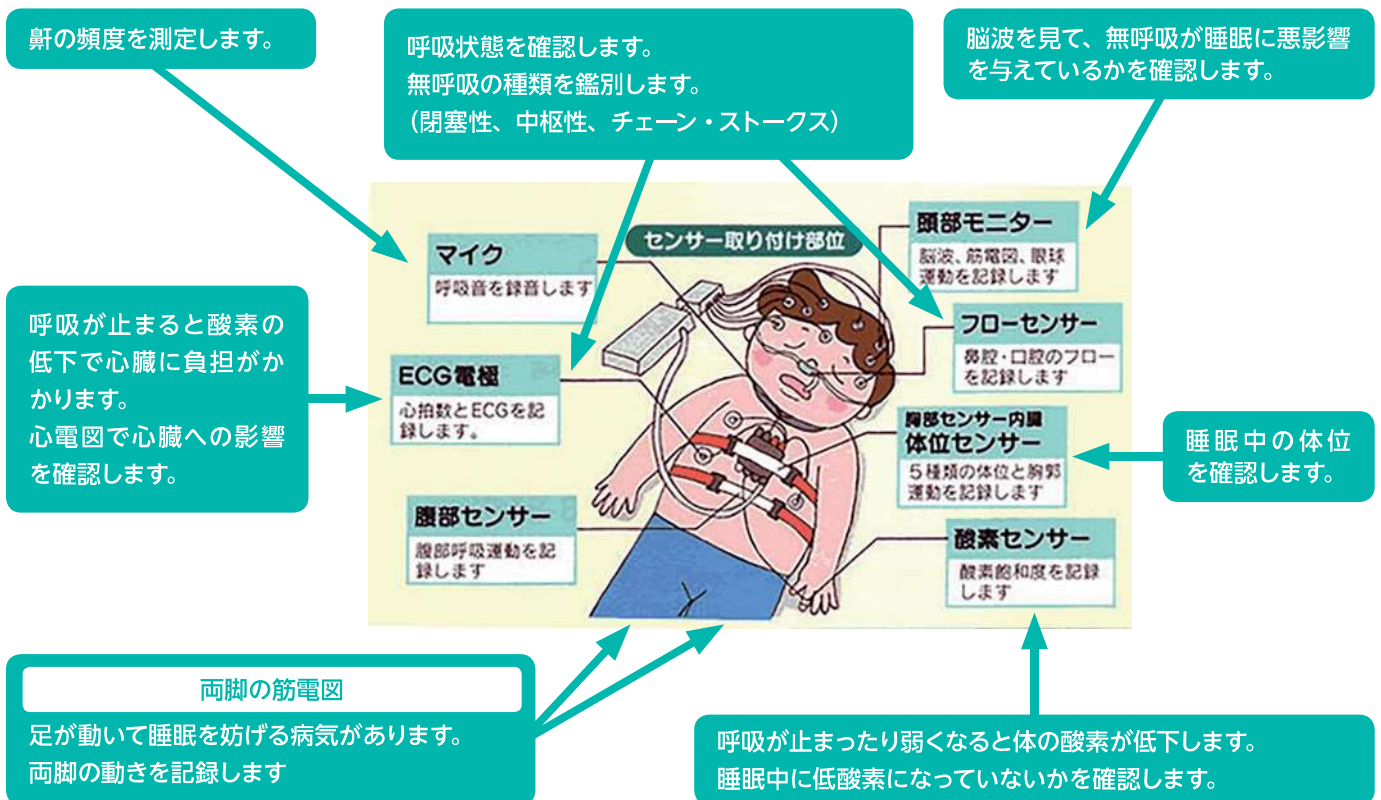 鼾の頻度を測定します。
呼吸状態を確認します。
無呼吸の種類を鑑別します。
(閉塞性、中枢性、チェーン・ストークス)
脳波を見て、無呼吸が睡眠に悪影響
を与えているかを確認します。
センサー取り付け部位
マイク
呼吸音を録音します
頭部モニター
脳波、筋電図、眼球
運動を記録します
フローセンサー
鼻腔・口腔のフロー
を記録します
呼吸が止まると酸素の
低下で心臓に負担がか
かります。
心電図で心臓への影響
を確認します。
ECG電極
心拍数とECGを記
録します。
胸部センサー内臓
体位センサー
5種類の体位と胸郭
運動を記録します
睡眠中の体位
を確認します。
腹部センサー
腹部呼吸運動を記
録します
酸素センサー
酸素飽和度を記録
します
両脚の筋電図
足が動いて睡眠を妨げる病気があります。
両脚の動きを記録します
呼吸が止まったり弱くなると体の酸素が低下します。
睡眠中に低酸素になっていないかを確認します。